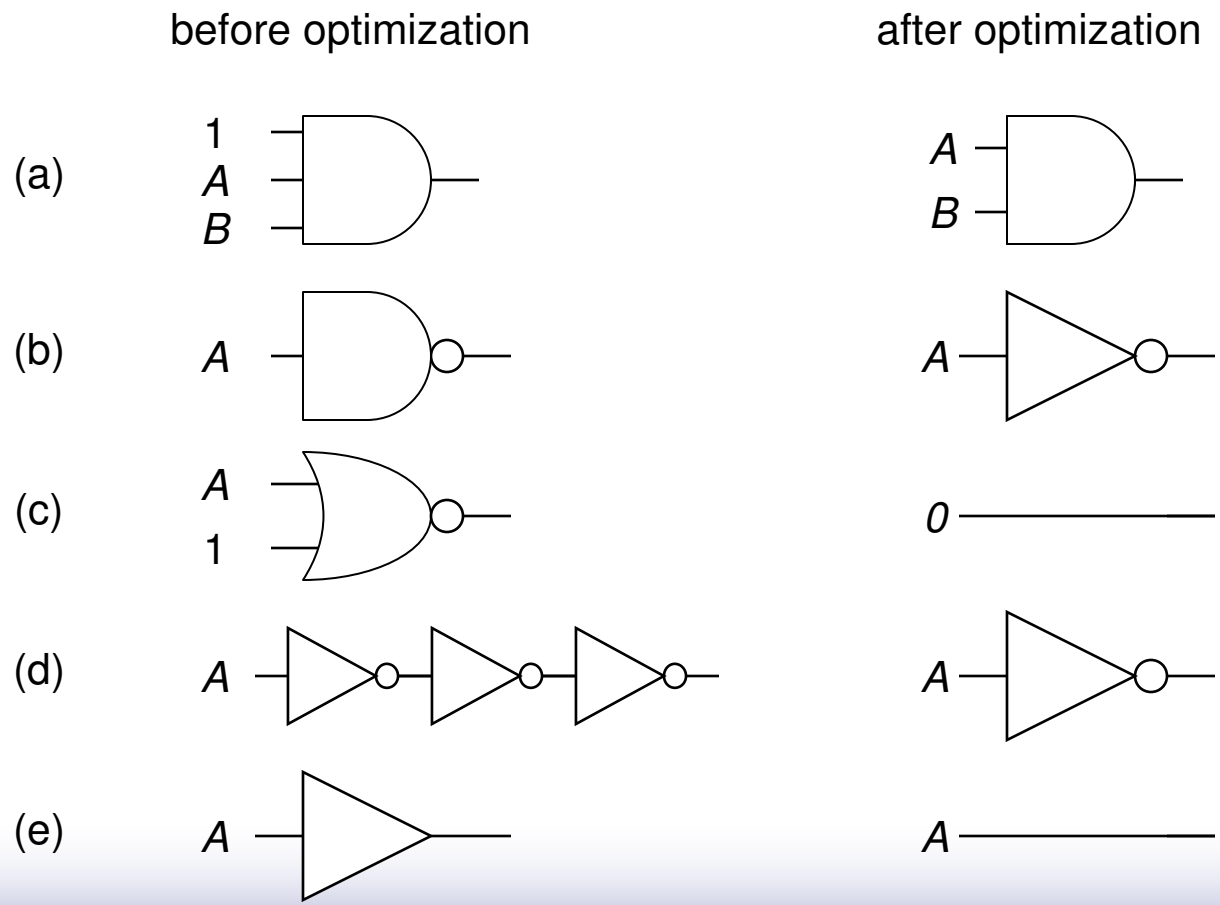 before optimization after optimization
1
A
A
(a)
A
B
B
(b) A A
A
(c) 0
1
(d) A A
(e) A A